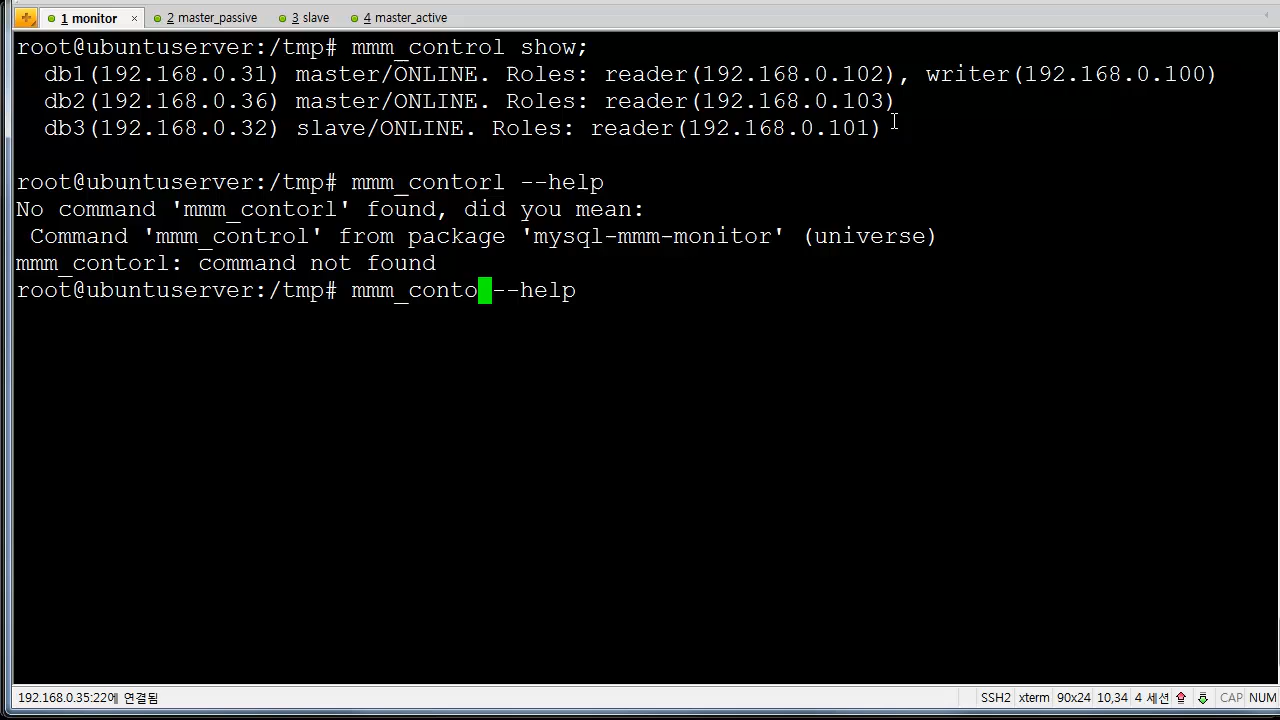 1 monitor × 2 master_passive 3 slave 4 master_active
root@ubuntuserver:/tmp# mmm_control show;
db1(192.168.0.31) master/ONLINE. Roles: reader(192.168.0.102), writer(192.168.0.100)
db2(192.168.0.36) master/ONLINE. Roles: reader(192.168.0.103)
db3(192.168.0.32) slave/ONLINE. Roles: reader(192.168.0.101)
root@ubuntuserver:/tmp# mmm_contorl --help
No command 'mmm_contorl' found, did you mean:
Command 'mmm_control' from package 'mysql-mmm-monitor' (universe)
mmm_contorl: command not found
root@ubuntuserver:/tmp# mmm_conto --help
192.168.0.35:22에 연결됨 SSH2 xterm 90x24 10,34 4 세션 CAP NUM